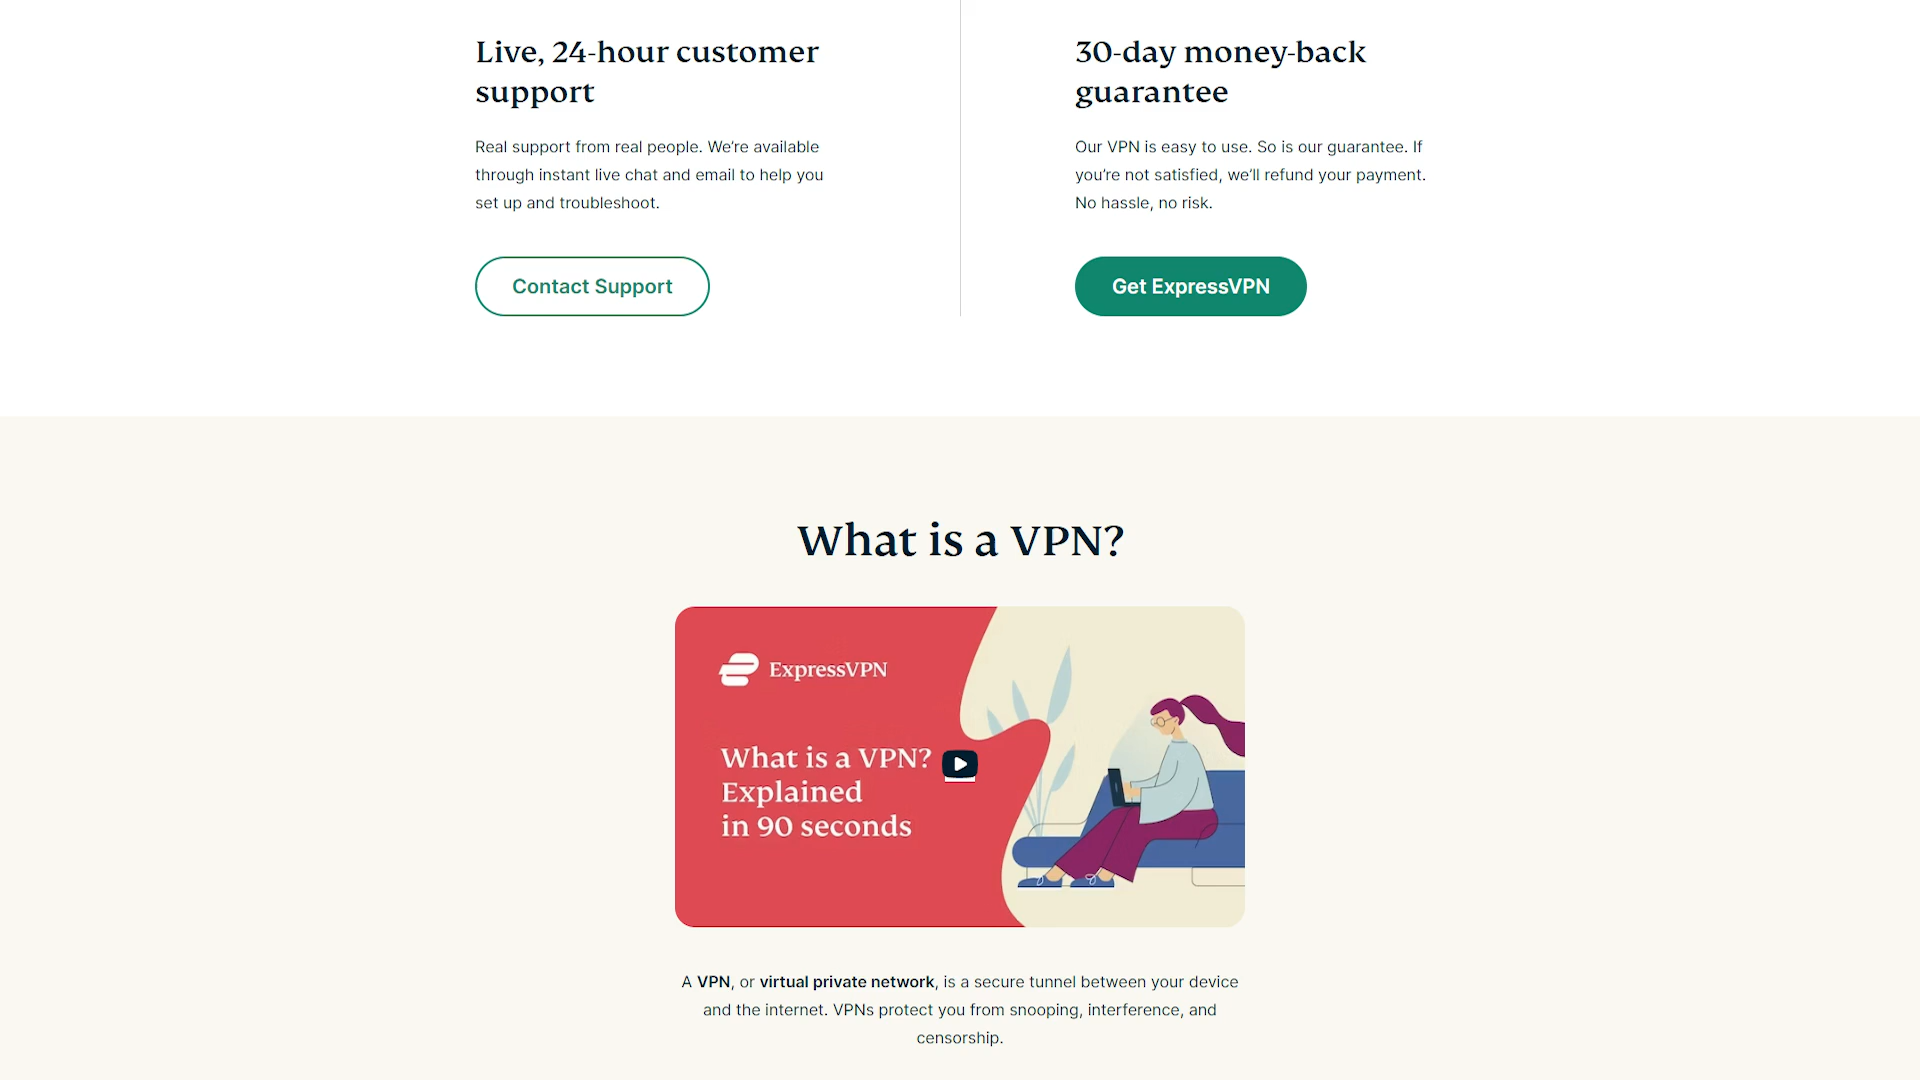 Live, 24-hour customer
support
Real support from real people. We’re available
through instant live chat and email to help you
set up and troubleshoot.
Contact Support
30-day money-back
guarantee
Our VPN is easy to use. So is our guarantee. If
you’re not satisfied, we’ll refund your payment.
No hassle, no risk.
Get ExpressVPN
What is a VPN?
ExpressVPN
What is a VPN?
Explained
in 90 seconds
A VPN, or virtual private network, is a secure tunnel between your device
and the internet. VPNs protect you from snooping, interference, and
censorship.